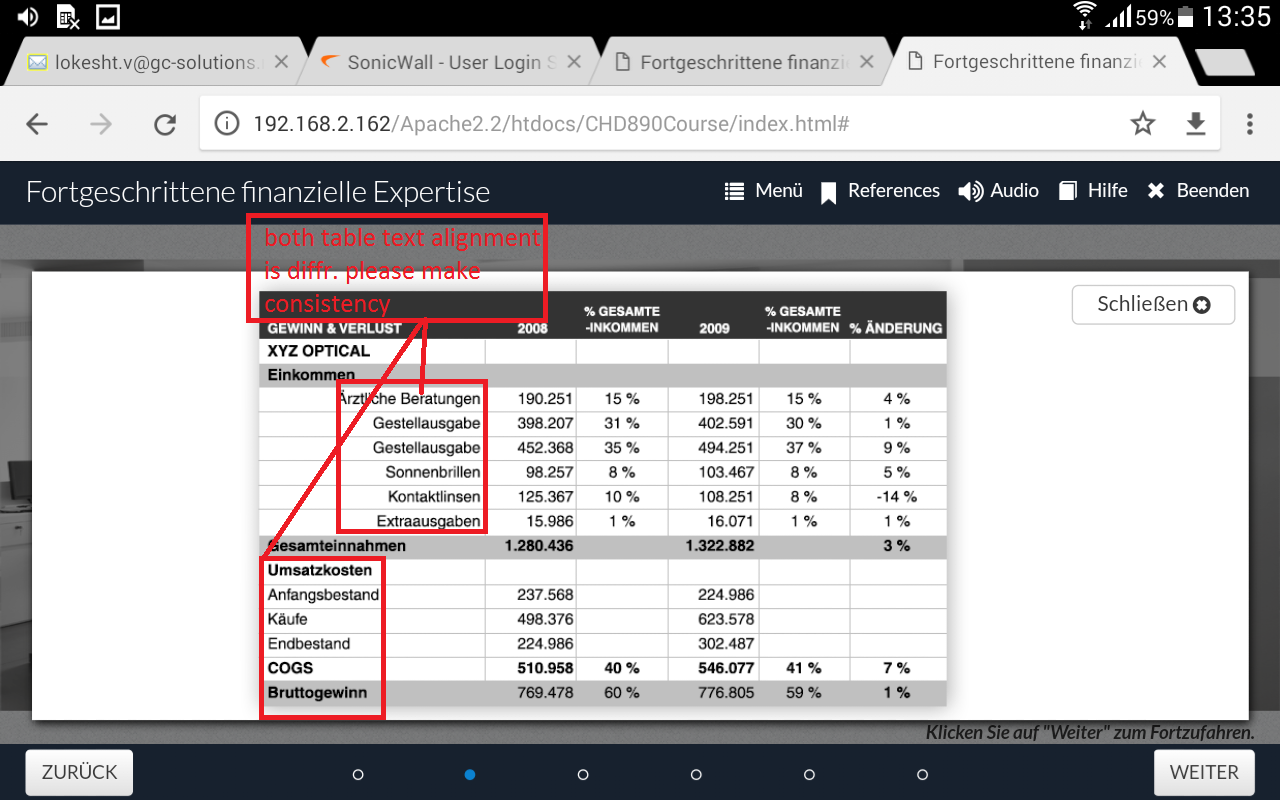 59% 13:35
lokesht.v@gc-solutions. SonicWall - User Login S Fortgeschrittene finanzi Fortgeschrittene finanzi
192.168.2.162/Apache2.2/htdocs/CHD890Course/index.html#
Fortgeschrittene finanzielle Expertise Menü References Audio Hilfe Beenden
both table text alignment
is diffr. please make
consistency
Schließen
GEWINN & VERLUST 2008 % GESAMTE -INKOMMEN 2009 % GESAMTE -INKOMMEN % ÄNDERUNG
XYZ OPTICAL
Einkommen
Ärztliche Beratungen 190.251 15 % 198.251 15 % 4 %
Gestellausgabe 398.207 31 % 402.591 30 % 1 %
Gestellausgabe 452.368 35 % 494.251 37 % 9 %
Sonnenbrillen 98.257 8 % 103.467 8 % 5 %
Kontaktlinsen 125.367 10 % 108.251 8 % -14 %
Extraausgaben 15.986 1 % 16.071 1 % 1 %
Gesamteinnahmen 1.280.436 1.322.882 3 %
Umsatzkosten
Anfangsbestand 237.568 224.986
Käufe 498.376 623.578
Endbestand 224.986 302.487
COGS 510.958 40 % 546.077 41 % 7 %
Bruttogewinn 769.478 60 % 776.805 59 % 1 %
Klicken Sie auf "Weiter" zum Fortzufahren.
ZURÜCK WEITER